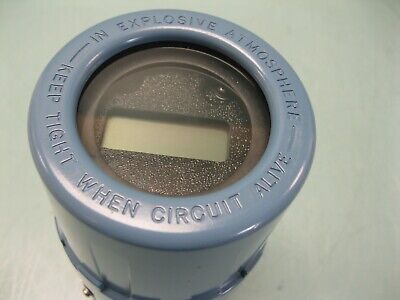 IN EXPLOSIVE ATMOSPHERE
KEEP TIGHT WHEN CIRCUIT ALIVE